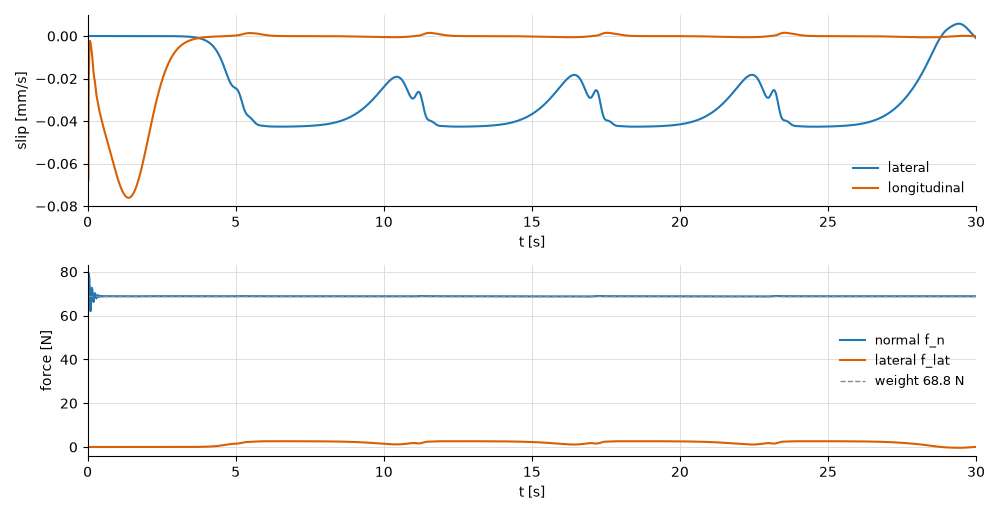 0.00
−0.02
−0.04
−0.06
−0.08
slip [mm/s]
lateral
longitudinal
0 5 10 15 20 25 30
t [s]
80
60
40
20
0
force [N]
normal f_n
lateral f_lat
weight 68.8 N
0 5 10 15 20 25 30
t [s]